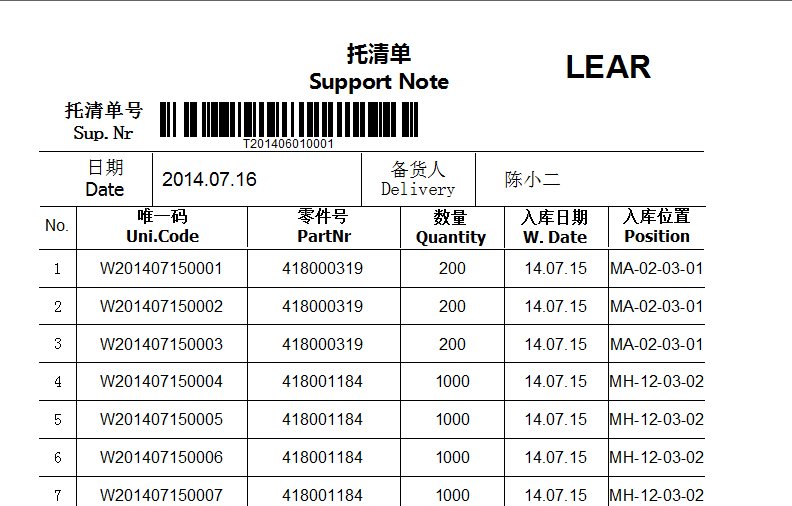 托清单
Support Note
LEAR
托清单号
Sup.Nr
T201406010001
日期
Date
2014.07.16
备货人
Delivery
陈小二
No.
唯一码
Uni.Code
零件号
PartNr
数量
Quantity
入库日期
W. Date
入库位置
Position
1 W201407150001 418000319 200 14.07.15 MA-02-03-01
2 W201407150002 418000319 200 14.07.15 MA-02-03-01
3 W201407150003 418000319 200 14.07.15 MA-02-03-01
4 W201407150004 418001184 1000 14.07.15 MH-12-03-02
5 W201407150005 418001184 1000 14.07.15 MH-12-03-02
6 W201407150006 418001184 1000 14.07.15 MH-12-03-02
7 W201407150007 418001184 1000 14.07.15 MH-12-03-02